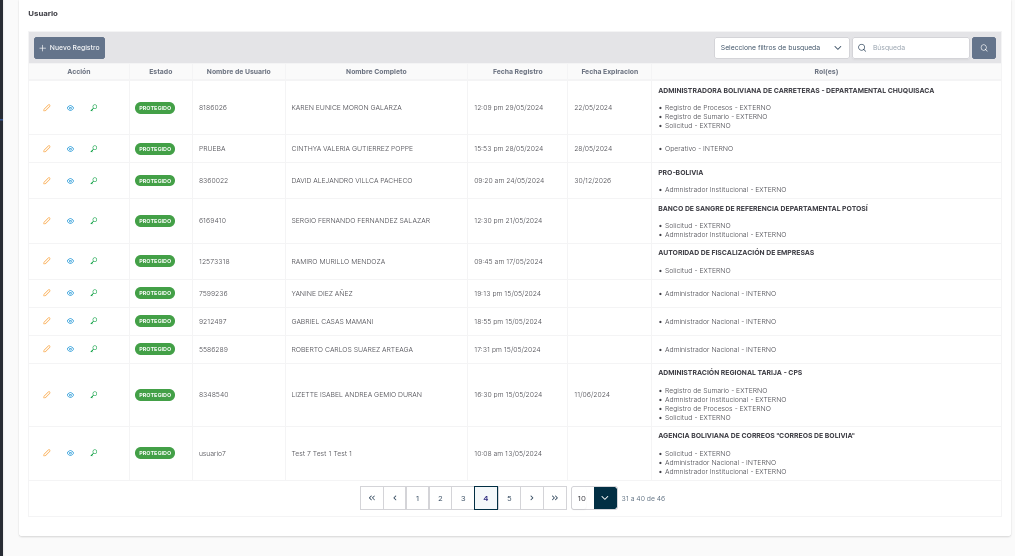 Usuario
Nuevo Registro
Seleccione filtros de busqueda
Búsqueda
Acción Estado Nombre de Usuario Nombre Completo Fecha Registro Fecha Expiracion Rol(es)
ADMINISTRADORA BOLIVIANA DE CARRETERAS - DEPARTAMENTAL CHUQUISACA
PROTEGIDO 8186026 KAREN EUNICE MORON GALARZA 12:09 pm 29/05/2024 22/05/2024
• Registro de Procesos - EXTERNO
• Registro de Sumario - EXTERNO
• Solicitud - EXTERNO
PROTEGIDO PRUEBA CINTHYA VALERIA GUTIERREZ POPPE 15:53 pm 28/05/2024 28/05/2024 • Operativo - INTERNO
PRO-BOLIVIA
PROTEGIDO 8360022 DAVID ALEJANDRO VILLCA PACHECO 09:20 am 24/05/2024 30/12/2026
• Admnistrador Institucional - EXTERNO
BANCO DE SANGRE DE REFERENCIA DEPARTAMENTAL POTOSÍ
PROTEGIDO 6169410 SERGIO FERNANDO FERNANDEZ SALAZAR 12:30 pm 21/05/2024
• Solicitud - EXTERNO
• Admnistrador Institucional - EXTERNO
AUTORIDAD DE FISCALIZACIÓN DE EMPRESAS
PROTEGIDO 12573318 RAMIRO MURILLO MENDOZA 09:45 am 17/05/2024
• Solicitud - EXTERNO
PROTEGIDO 7599236 YANINE DIEZ AÑEZ 19:13 pm 15/05/2024 • Administrador Nacional - INTERNO
PROTEGIDO 9212497 GABRIEL CASAS MAMANI 18:55 pm 15/05/2024 • Administrador Nacional - INTERNO
PROTEGIDO 5586289 ROBERTO CARLOS SUAREZ ARTEAGA 17:31 pm 15/05/2024 • Administrador Nacional - INTERNO
ADMINISTRACIÓN REGIONAL TARIJA - CPS
PROTEGIDO 8348540 LIZETTE ISABEL ANDREA GEMIO DURAN 16:30 pm 15/05/2024 11/06/2024
• Registro de Sumario - EXTERNO
• Admnistrador Institucional - EXTERNO
• Registro de Procesos - EXTERNO
• Solicitud - EXTERNO
AGENCIA BOLIVIANA DE CORREOS "CORREOS DE BOLIVIA"
PROTEGIDO usuario7 Test 7 Test 1 Test 1 10:08 am 13/05/2024
• Solicitud - EXTERNO
• Administrador Nacional - INTERNO
• Admnistrador Institucional - EXTERNO
« ‹ 1 2 3 4 5 › » 10 31 a 40 de 46